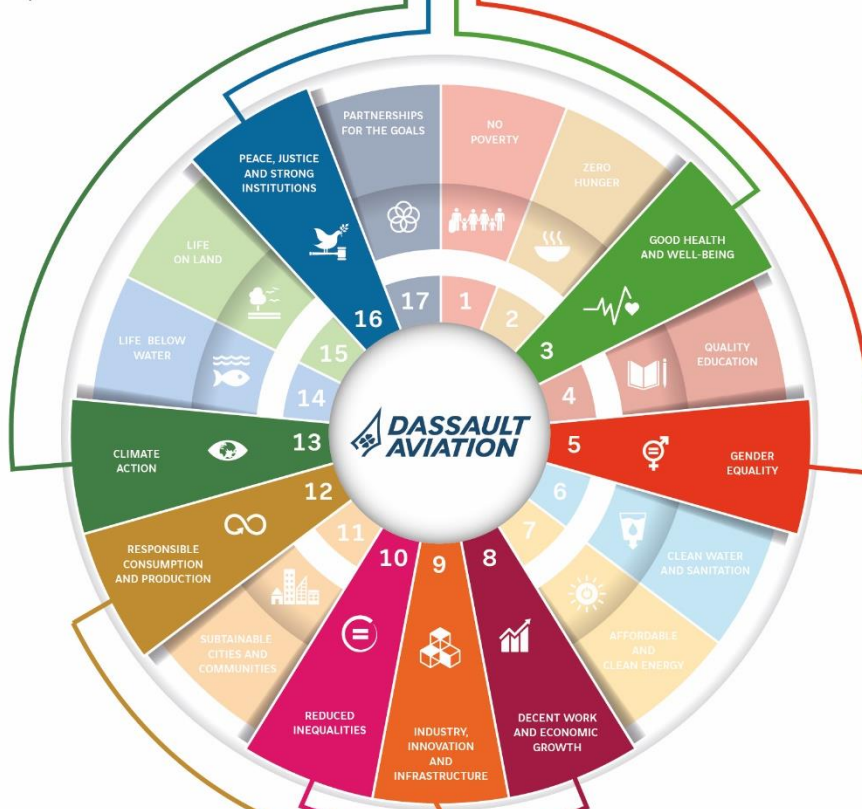 PARTNERSHIPS
FOR THE GOALS
17
NO
POVERTY
1
ZERO
HUNGER
2
GOOD HEALTH
AND WELL-BEING
3
QUALITY
EDUCATION
4
GENDER
EQUALITY
5
CLEAN WATER
AND SANITATION
6
AFFORDABLE
AND
CLEAN ENERGY
7
DECENT WORK
AND ECONOMIC
GROWTH
8
INDUSTRY,
INNOVATION
AND
INFRASTRUCTURE
9
REDUCED
INEQUALITIES
10
SUBTAINABLE
CITIES AND
COMMUNITIES
11
RESPONSIBLE
CONSUMPTION
AND PRODUCTION
12
CLIMATE
ACTION
13
LIFE BELOW
WATER
14
LIFE
ON LAND
15
PEACE, JUSTICE
AND STRONG
INSTITUTIONS
16
DASSAULT
AVIATION